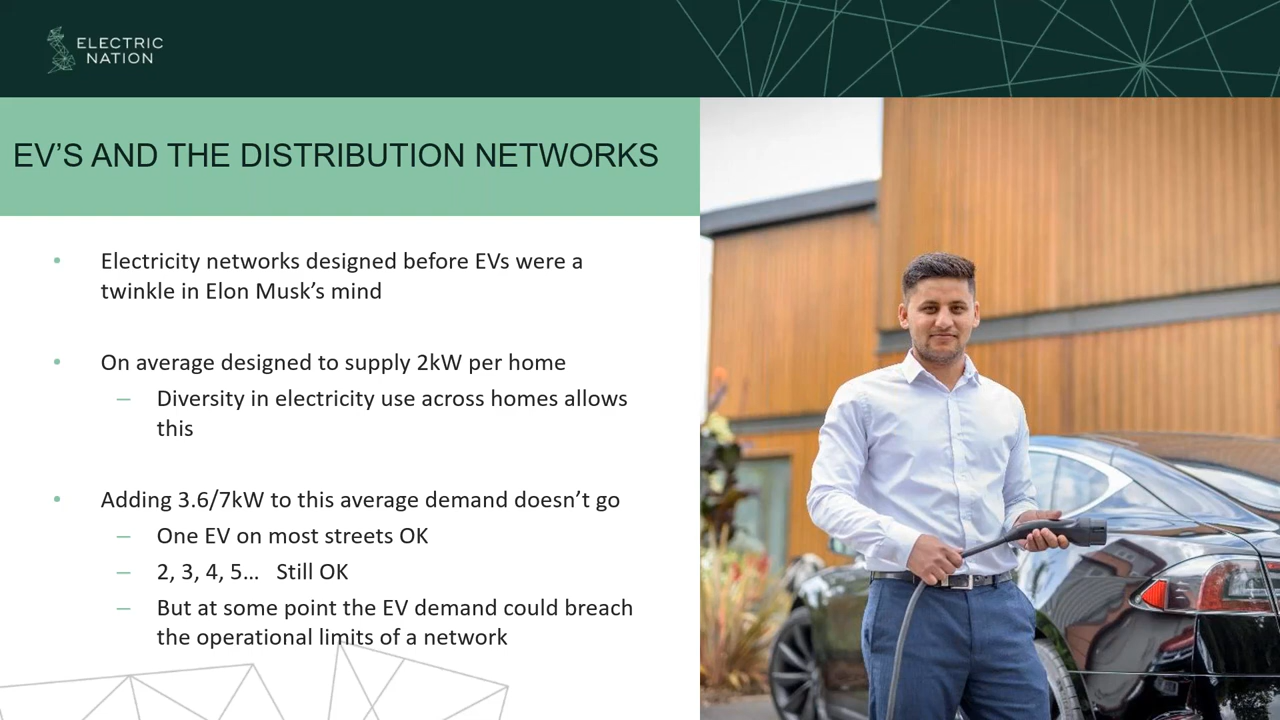 ELECTRIC
NATION
EV’S AND THE DISTRIBUTION NETWORKS
• Electricity networks designed before EVs were a
twinkle in Elon Musk’s mind
• On average designed to supply 2kW per home
– Diversity in electricity use across homes allows
this
• Adding 3.6/7kW to this average demand doesn’t go
– One EV on most streets OK
– 2, 3, 4, 5… Still OK
– But at some point the EV demand could breach
the operational limits of a network